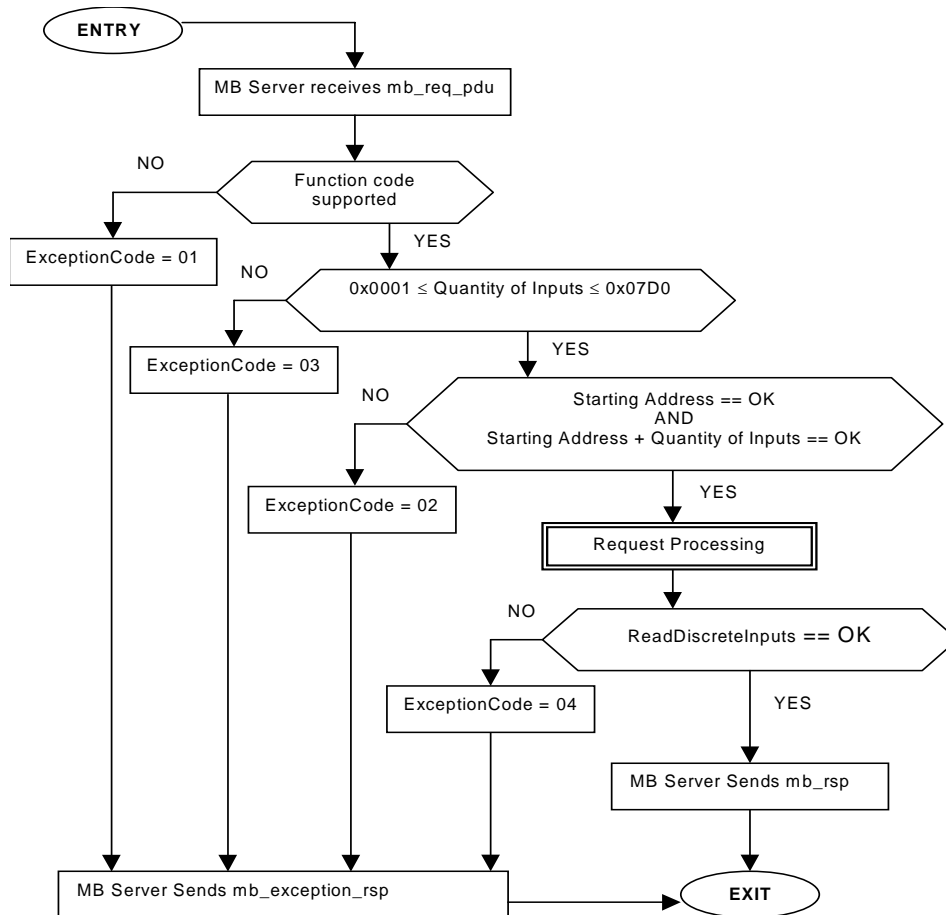 ENTRY
MB Server receives mb_req_pdu
NO
Function code
supported
YES
ExceptionCode = 01
NO
0x0001 ≤ Quantity of Inputs ≤ 0x07D0
YES
ExceptionCode = 03
NO
Starting Address == OK
AND
Starting Address + Quantity of Inputs == OK
YES
ExceptionCode = 02
Request Processing
NO
ReadDiscreteInputs == OK
YES
ExceptionCode = 04
MB Server Sends mb_rsp
MB Server Sends mb_exception_rsp
EXIT